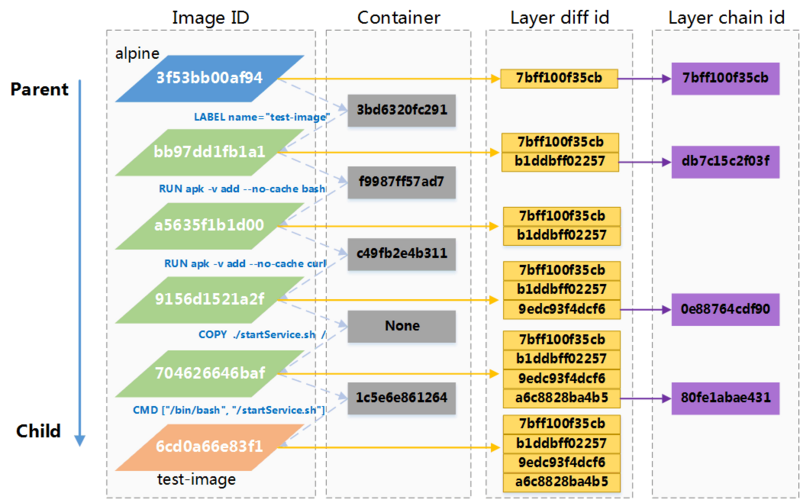 Image ID
Container
Layer diff id
Layer chain id
Parent
Child
alpine
3f53bb00af94
7bff100f35cb
7bff100f35cb
3bd6320fc291
LABEL name="test-image"
bb97dd1fb1a1
7bff100f35cb
b1ddbff02257
db7c15c2f03f
f9987ff57ad7
RUN apk -v add --no-cache bash
a5635f1b1d00
7bff100f35cb
b1ddbff02257
c49fb2e4b311
RUN apk -v add --no-cache curl
9156d1521a2f
7bff100f35cb
b1ddbff02257
9edc93f4dcf6
0e88764cdf90
None
COPY ./startService.sh /
704626646baf
7bff100f35cb
b1ddbff02257
9edc93f4dcf6
a6c8828ba4b5
80fe1abae431
1c5e6e861264
CMD ["/bin/bash", "/startService.sh"]
6cd0a66e83f1
7bff100f35cb
b1ddbff02257
9edc93f4dcf6
a6c8828ba4b5
test-image